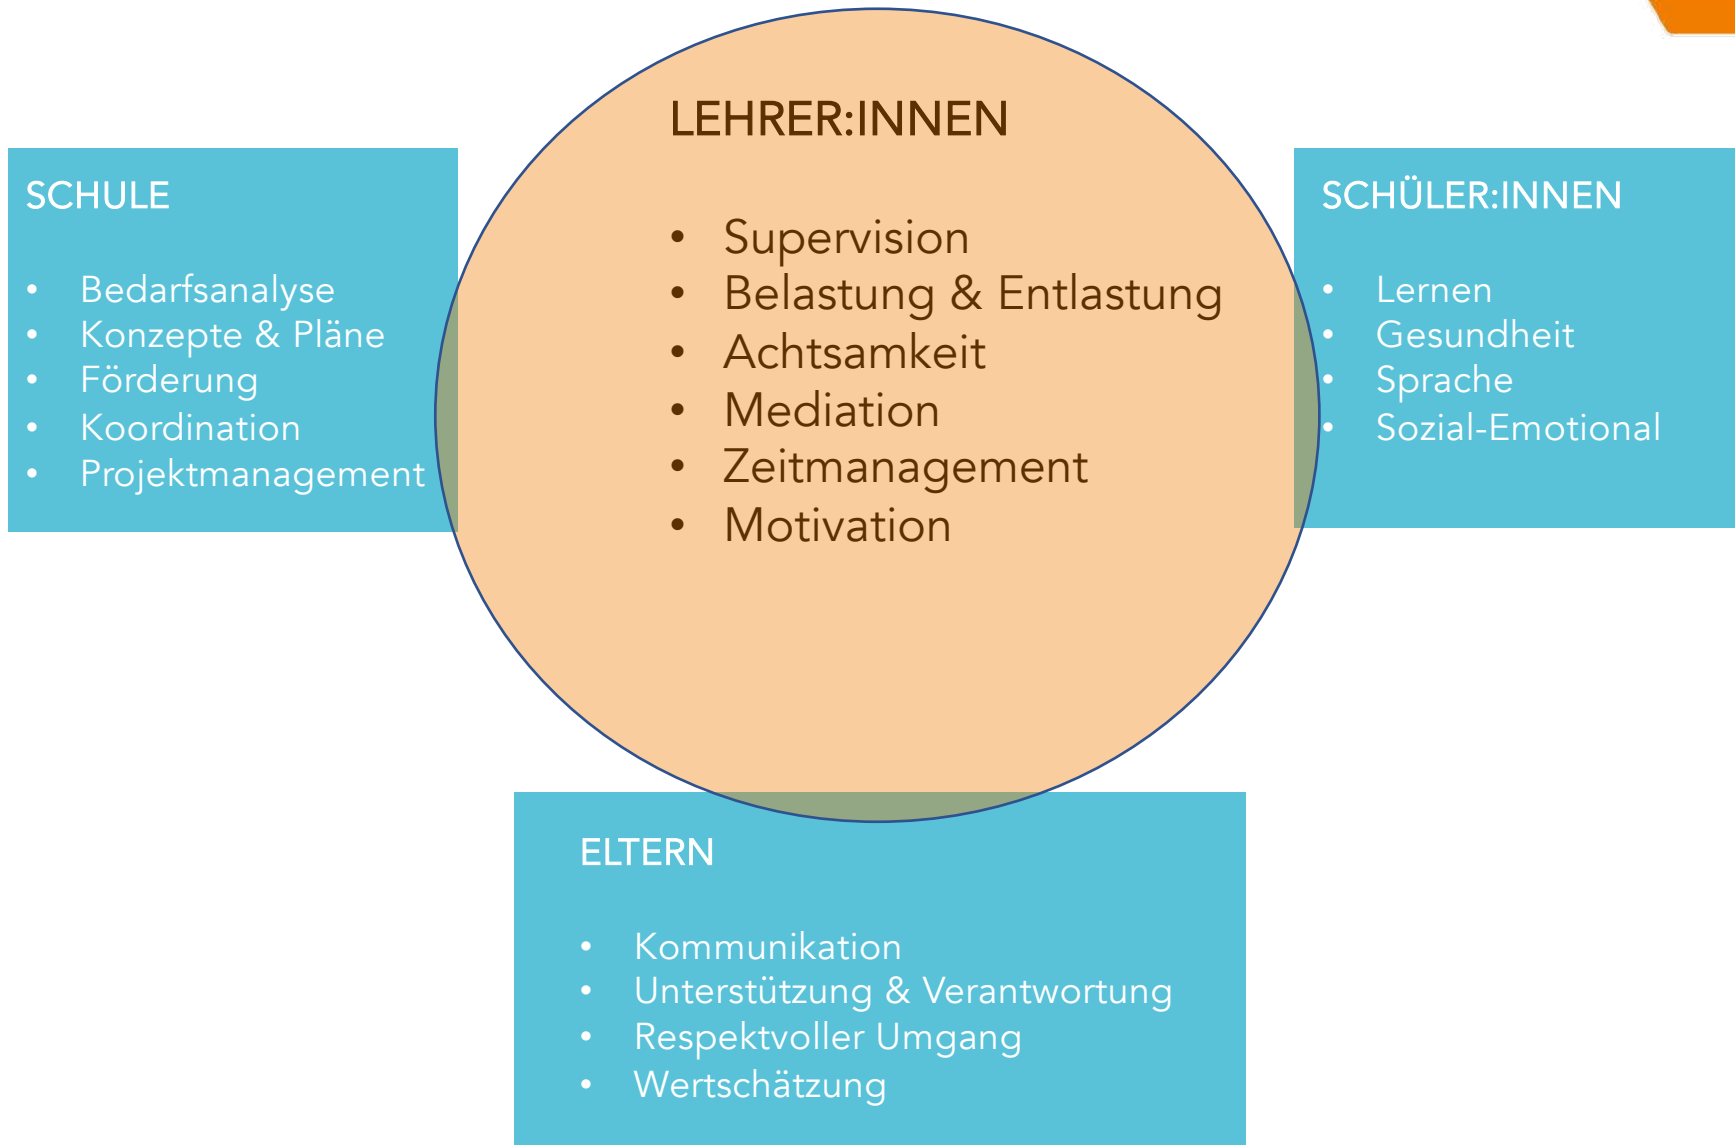 LEHRER:INNEN
• Supervision
• Belastung & Entlastung
• Achtsamkeit
• Mediation
• Zeitmanagement
• Motivation
SCHULE
• Bedarfsanalyse
• Konzepte & Pläne
• Förderung
• Koordination
• Projektmanagement
SCHÜLER:INNEN
• Lernen
• Gesundheit
• Sprache
• Sozial-Emotional
ELTERN
• Kommunikation
• Unterstützung & Verantwortung
• Respektvoller Umgang
• Wertschätzung